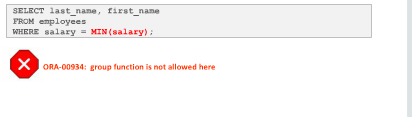 SELECT last_name, first_name
FROM employees
WHERE salary = MIN(salary);
ORA-00934: group function is not allowed here